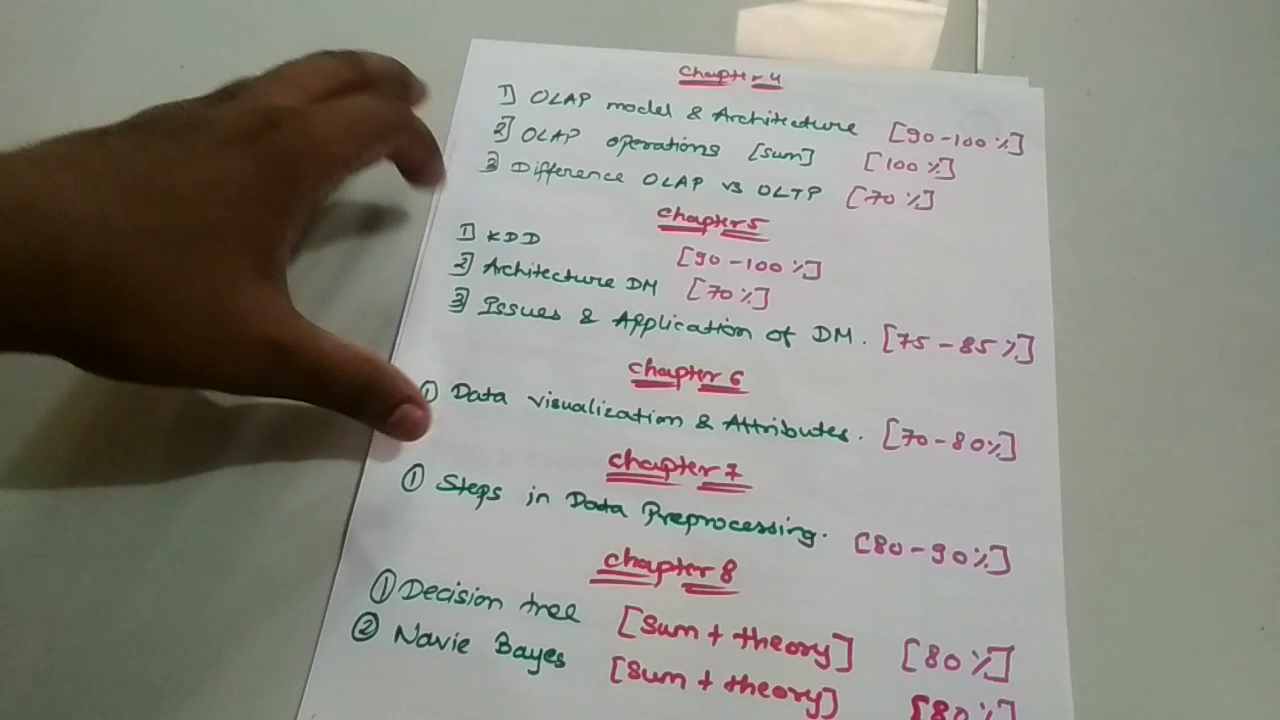 Chapter 4
1] OLAP model & Architecture [90-100%]
2] OLAP operations [sum] [100%]
3] Difference OLAP vs OLTP [70%]
Chapter 5
1] KDD [90-100%]
2] Architecture DM [70%]
3] Issues & Application of DM. [75-85%]
Chapter 6
① Data visualization & Attributes. [70-80%]
Chapter 7
① Steps in Data Preprocessing. [80-90%]
Chapter 8
① Decision tree [Sum + theory] [80%]
② Navie Bayes [Sum + theory] [80%]